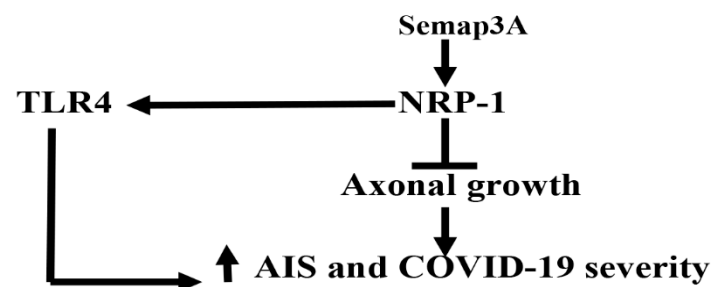 Semap3A
TLR4
NRP-1
Axonal growth
AIS and COVID-19 severity